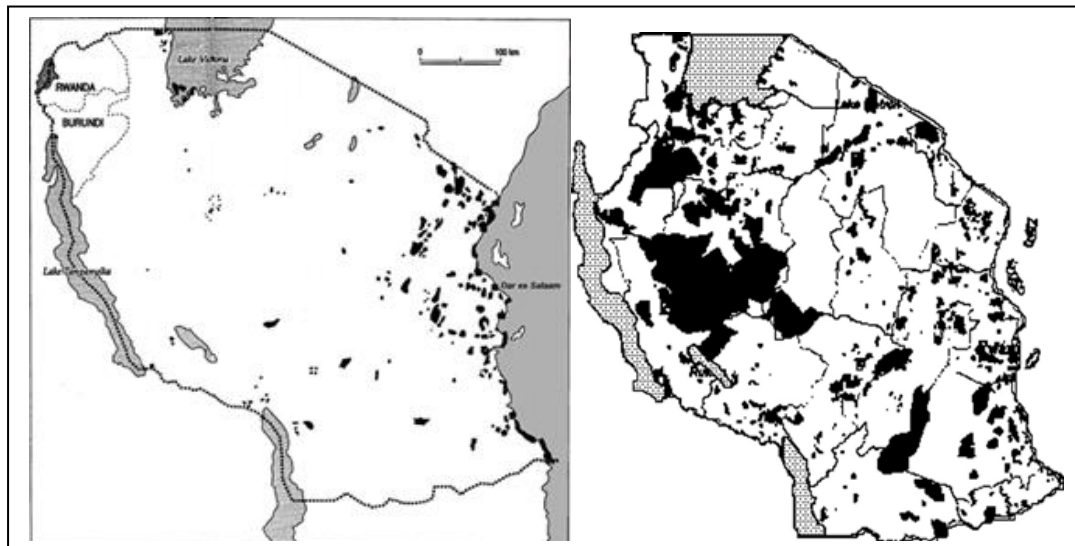 Lake Victoria
0 100 km
RWANDA
BURUNDI
Lake Tanganyika
Dar es Salaam